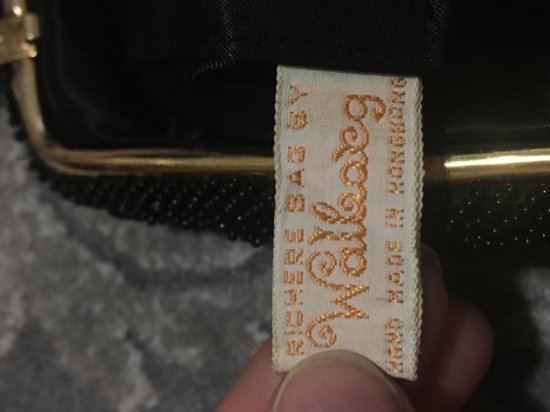 RICHERE BAG BY
Walborg
HAND MADE IN HONGKONG